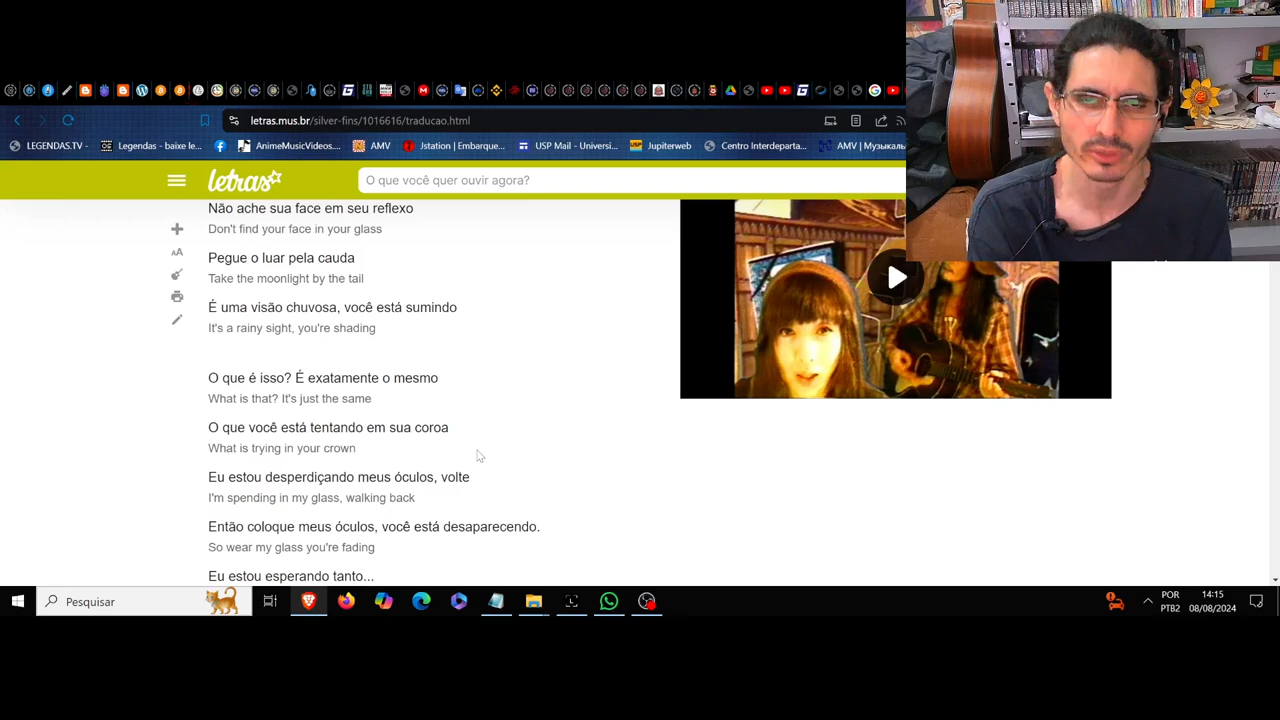 letras.mus.br/silver-fins/1016616/traducao.html
LEGENDAS.TV -
Legendas - baixe le...
AnimeMusicVideos....
AMV
Jstation | Embarque...
USP Mail - Universi...
Jupiterweb
Centro Interdeparta...
AMV | Музыкаль
letras
O que você quer ouvir agora?
Não ache sua face em seu reflexo
Don't find your face in your glass
Pegue o luar pela cauda
Take the moonlight by the tail
É uma visão chuvosa, você está sumindo
It's a rainy sight, you're shading
O que é isso? É exatamente o mesmo
What is that? It's just the same
O que você está tentando em sua coroa
What is trying in your crown
Eu estou desperdiçando meus óculos, volte
I'm spending in my glass, walking back
Então coloque meus óculos, você está desaparecendo.
So wear my glass you're fading
Eu estou esperando tanto...
Pesquisar
POR
PTB2
14:15
08/08/2024